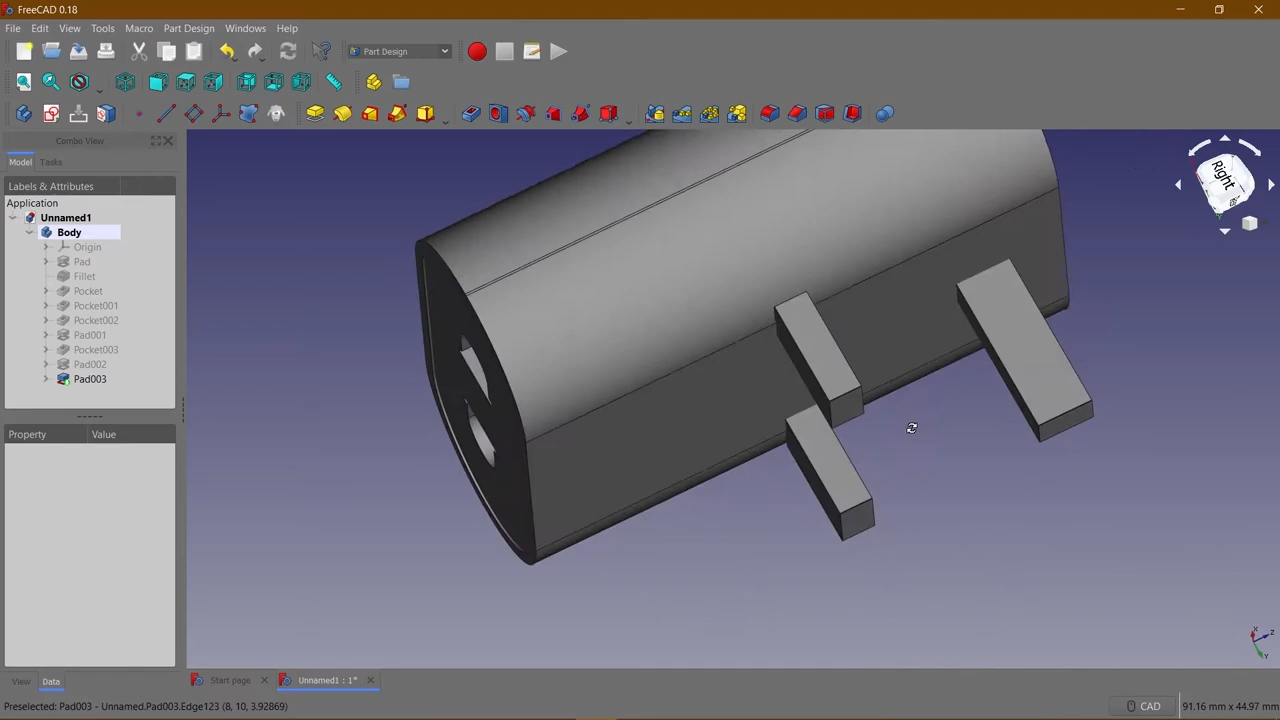 FreeCAD 0.18
File Edit View Tools Macro Part Design Windows Help
Part Design
Combo View
Model Tasks
Labels & Attributes
Application
Unnamed1
Body
Origin
Pad
Fillet
Pocket
Pocket001
Pocket002
Pad001
Pocket003
Pad002
Pad003
Property Value
Right
X
Z
Y
View Data
Start page Unnamed1 : 1*
Preselected: Pad003 - Unnamed.Pad003.Edge123 (8, 10, 3.92869) CAD 91.16 mm x 44.97 mm